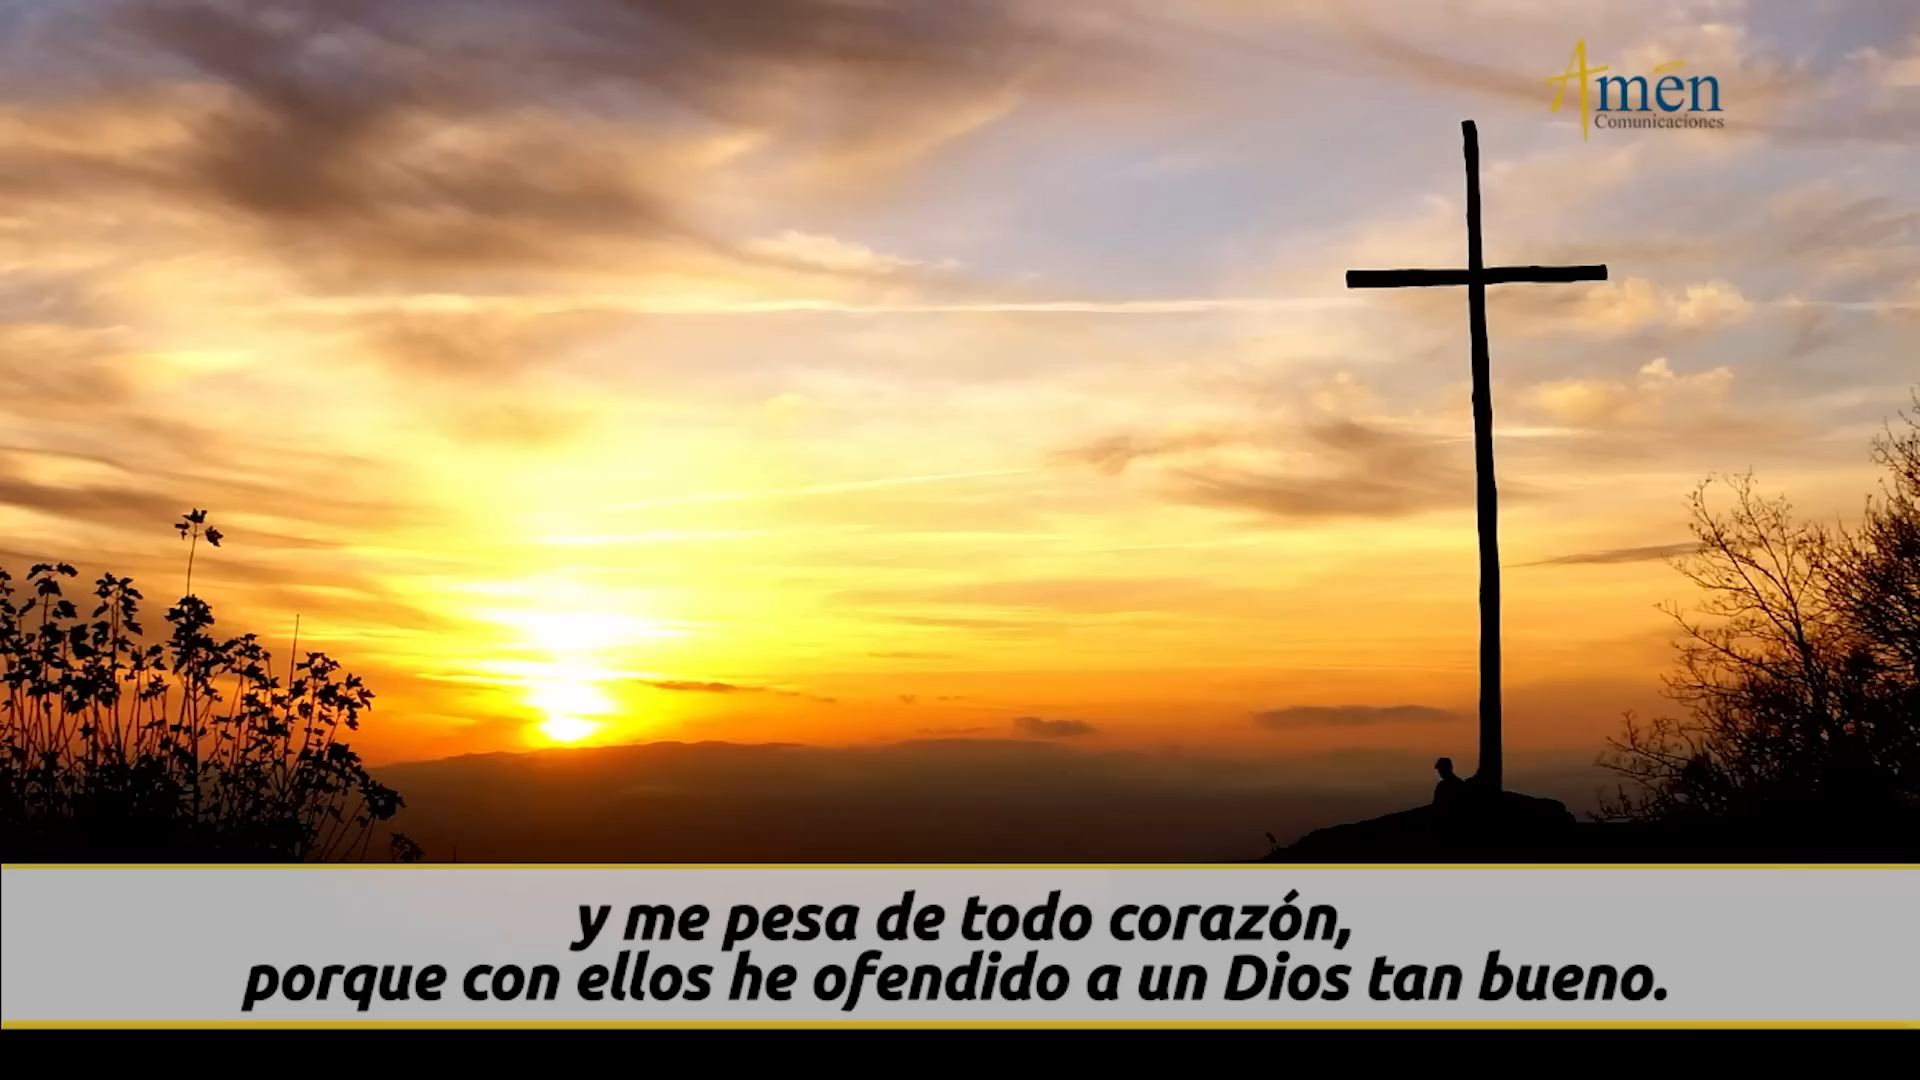 Amén
Comunicaciones
y me pesa de todo corazón,
porque con ellos he ofendido a un Dios tan bueno.